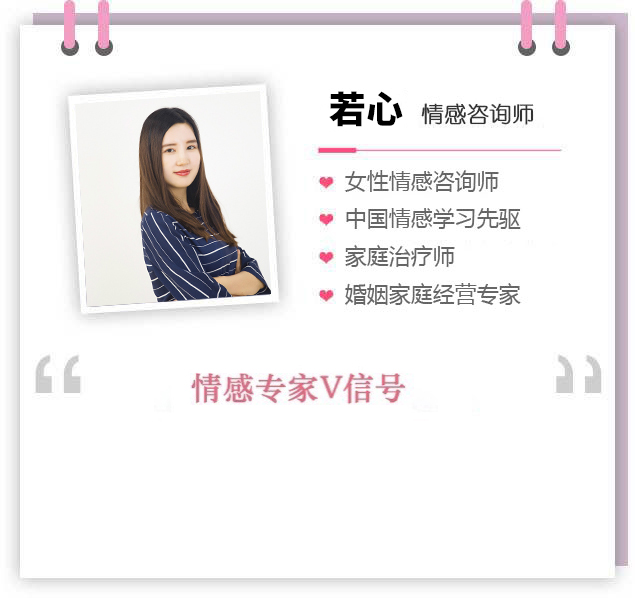 若心 情感咨询师
女性情感咨询师
中国情感学习先驱
家庭治疗师
婚姻家庭经营专家
“情感专家V信号”